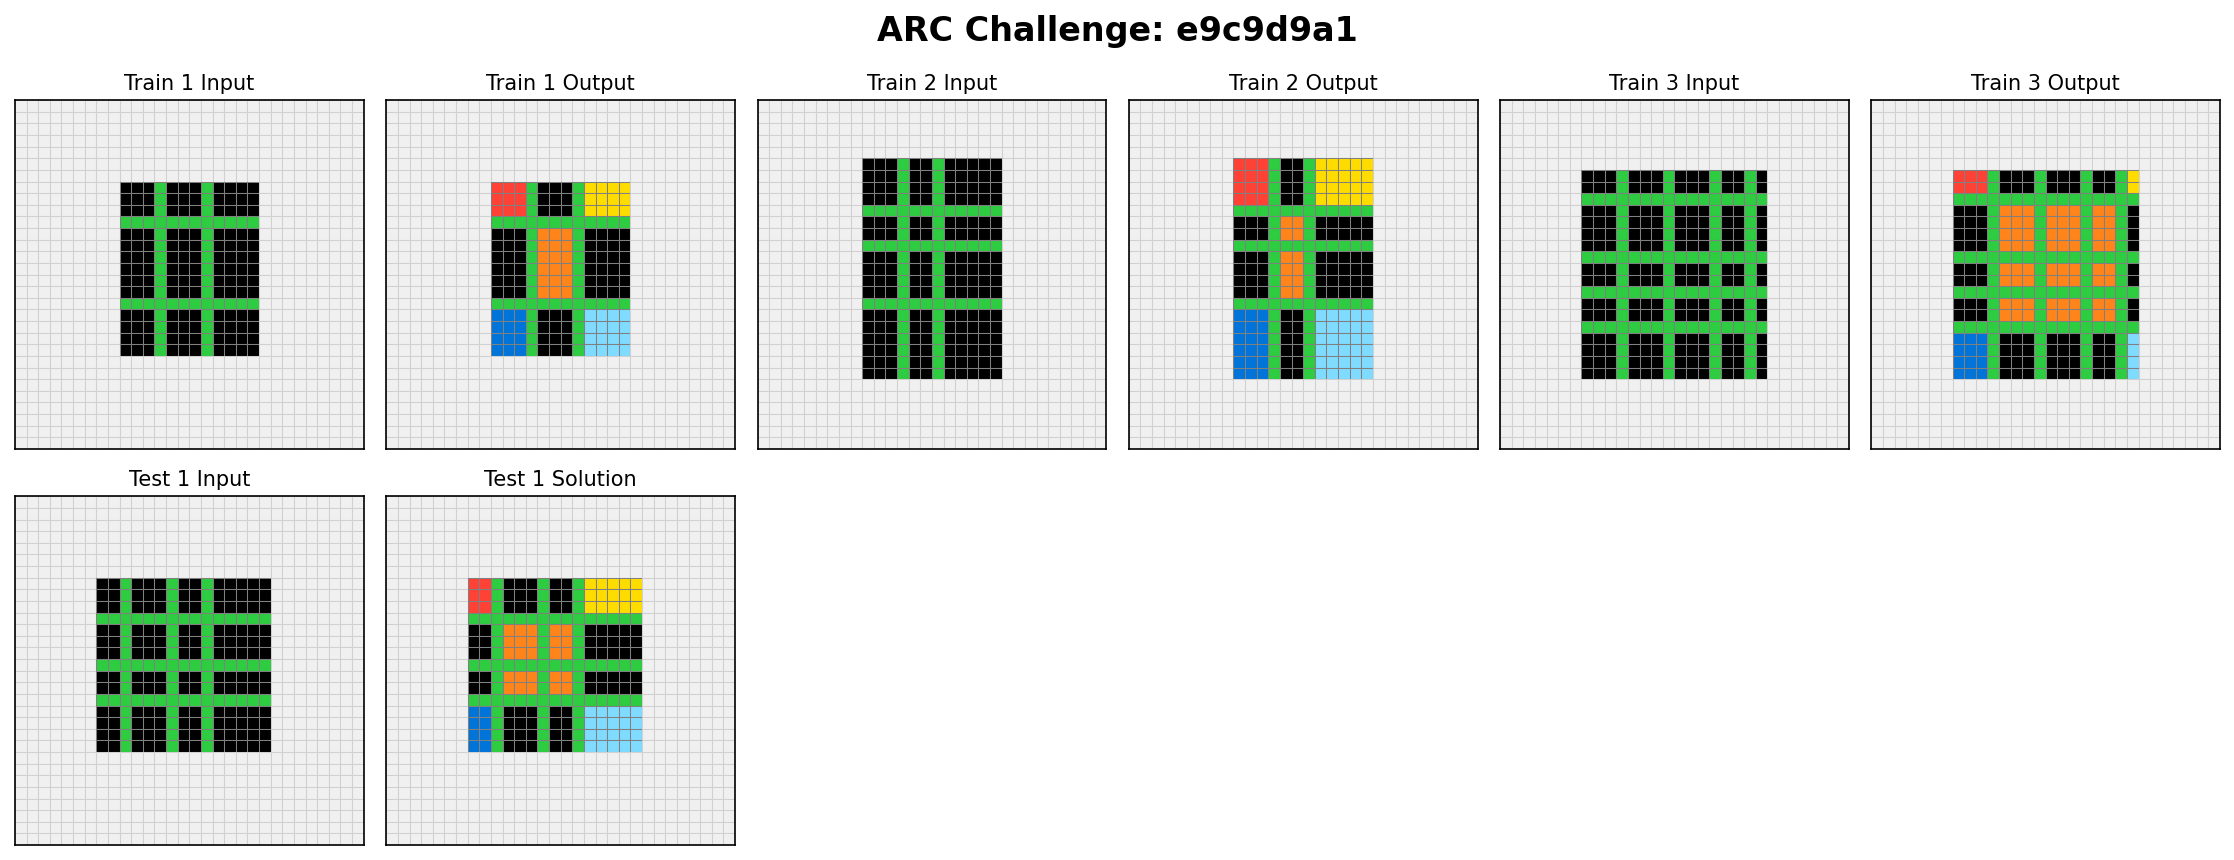 ARC Challenge: e9c9d9a1
Train 1 Input
Train 1 Output
Train 2 Input
Train 2 Output
Train 3 Input
Train 3 Output
Test 1 Input
Test 1 Solution